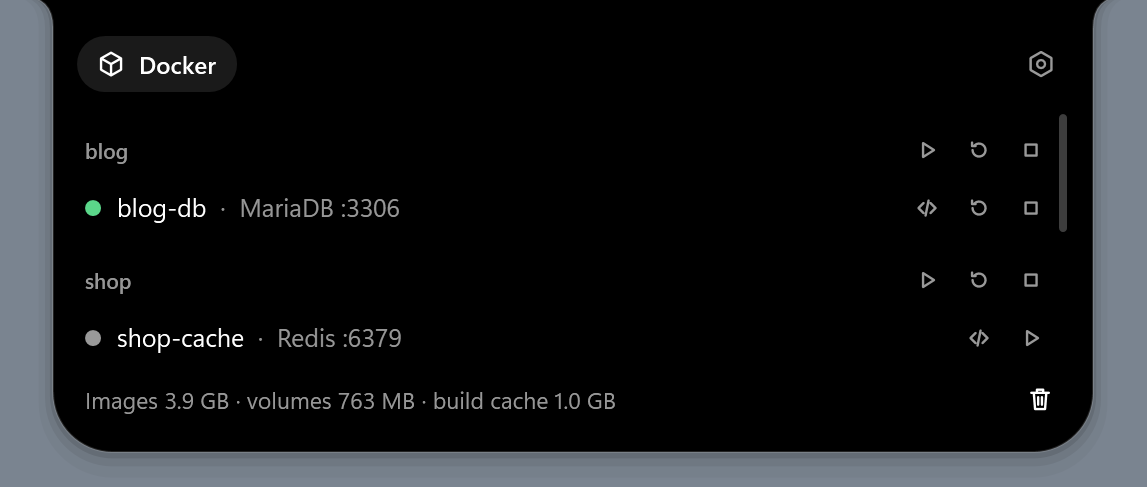 Docker
blog
blog-db · MariaDB :3306
shop
shop-cache · Redis :6379
Images 3.9 GB · volumes 763 MB · build cache 1.0 GB